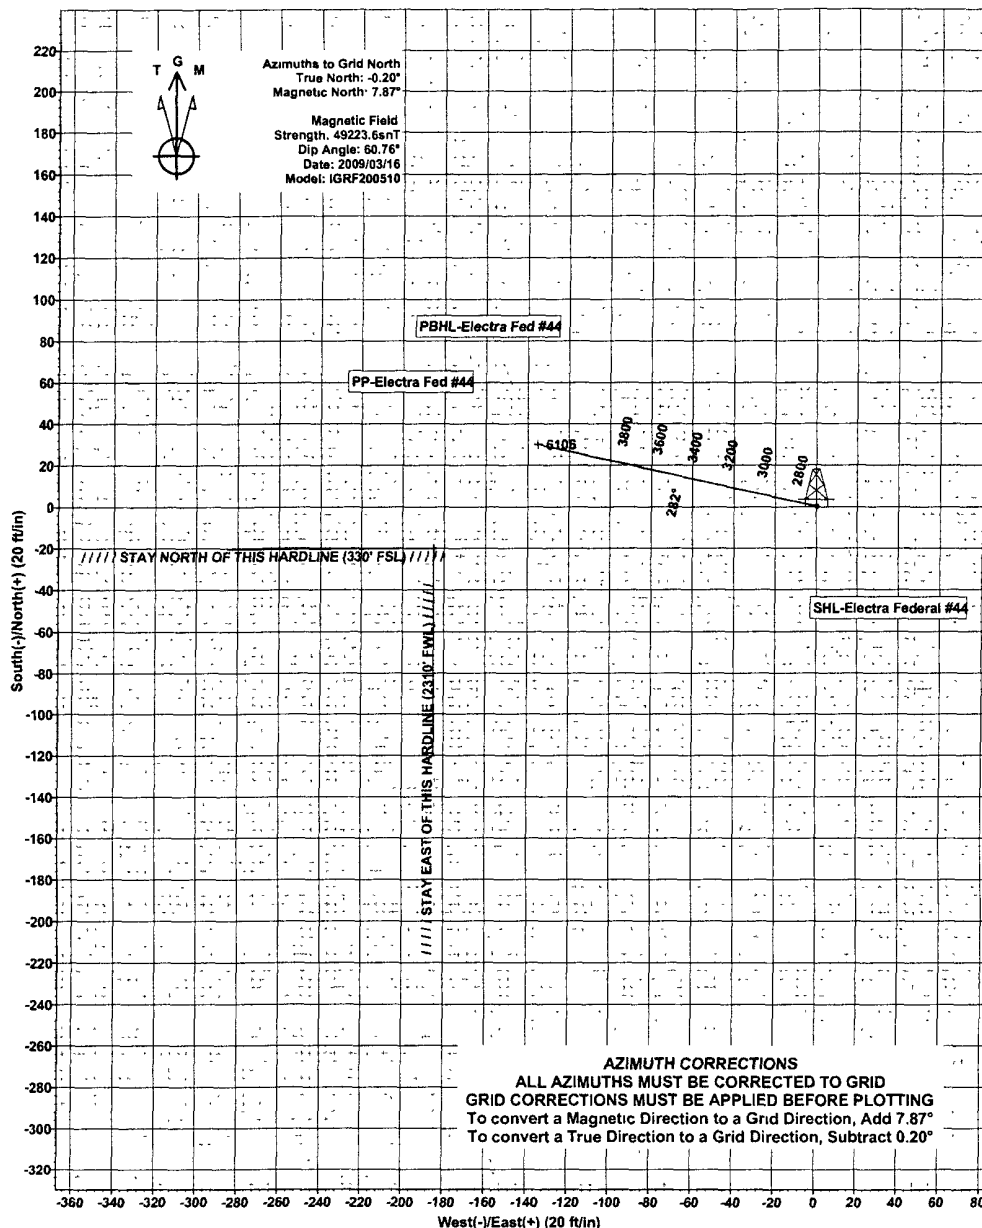 T G M
Azimuths to Grid North
True North: -0.20°
Magnetic North· 7.87°
Magnetic Field
Strength. 49223.6snT
Dip Angle: 60.76°
Date: 2009/03/16
Model: IGRF200510
220
200
180
160
140
120
100
80
60
40
20
0
-20
-40
-60
-80
-100
-120
-140
-160
-180
-200
-220
-240
-260
-280
-300
-320
South(-)/North(+) (20 ft/in)
PBHL-Electra Fed #44
PP-Electra Fed #44
6106
3800
3600
3400
3200
3000
2800
282°
///// STAY NORTH OF THIS HARDLINE (330' FSL) /////
SHL-Electra Federal #44
///// STAY EAST OF THIS HARDLINE (2310' FWL) /////
AZIMUTH CORRECTIONS
ALL AZIMUTHS MUST BE CORRECTED TO GRID
GRID CORRECTIONS MUST BE APPLIED BEFORE PLOTTING
To convert a Magnetic Direction to a Grid Direction, Add 7.87°
To convert a True Direction to a Grid Direction, Subtract 0.20°
-360 -340 -320 -300 -280 -260 -240 -220 -200 -180 -160 -140 -120 -100 -80 -60 -40 -20 0 20 40 60 80
West(-)/East(+) (20 ft/in)